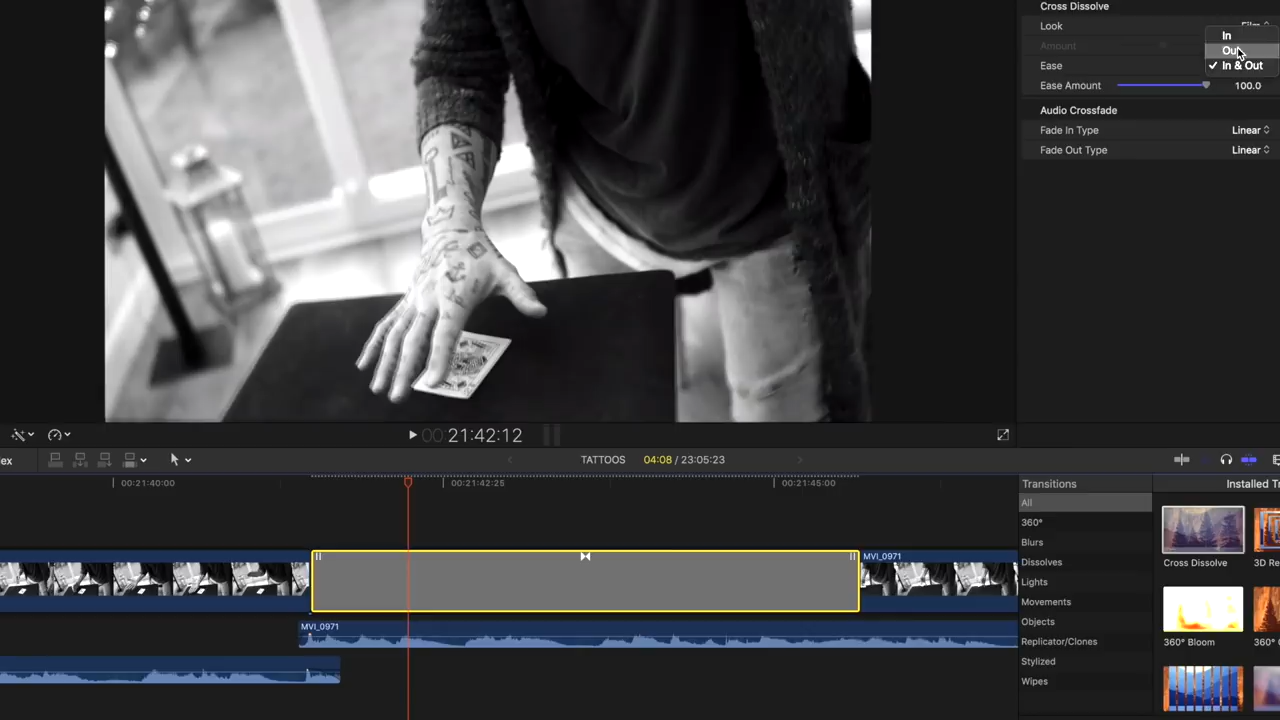 Cross Dissolve
Look
Amount
In
Out
Ease
✓ In & Out
Ease Amount 100.0
Audio Crossfade
Fade In Type Linear
Fade Out Type Linear
00:21:42:12
TATTOOS 04:08 / 23:05:23
00:21:40:00 00:21:42:25 00:21:45:00
Transitions
All
360°
Blurs
Dissolves
Lights
Movements
Objects
Replicator/Clones
Stylized
Wipes
Cross Dissolve
360° Bloom
MVI_0971
MVI_0971